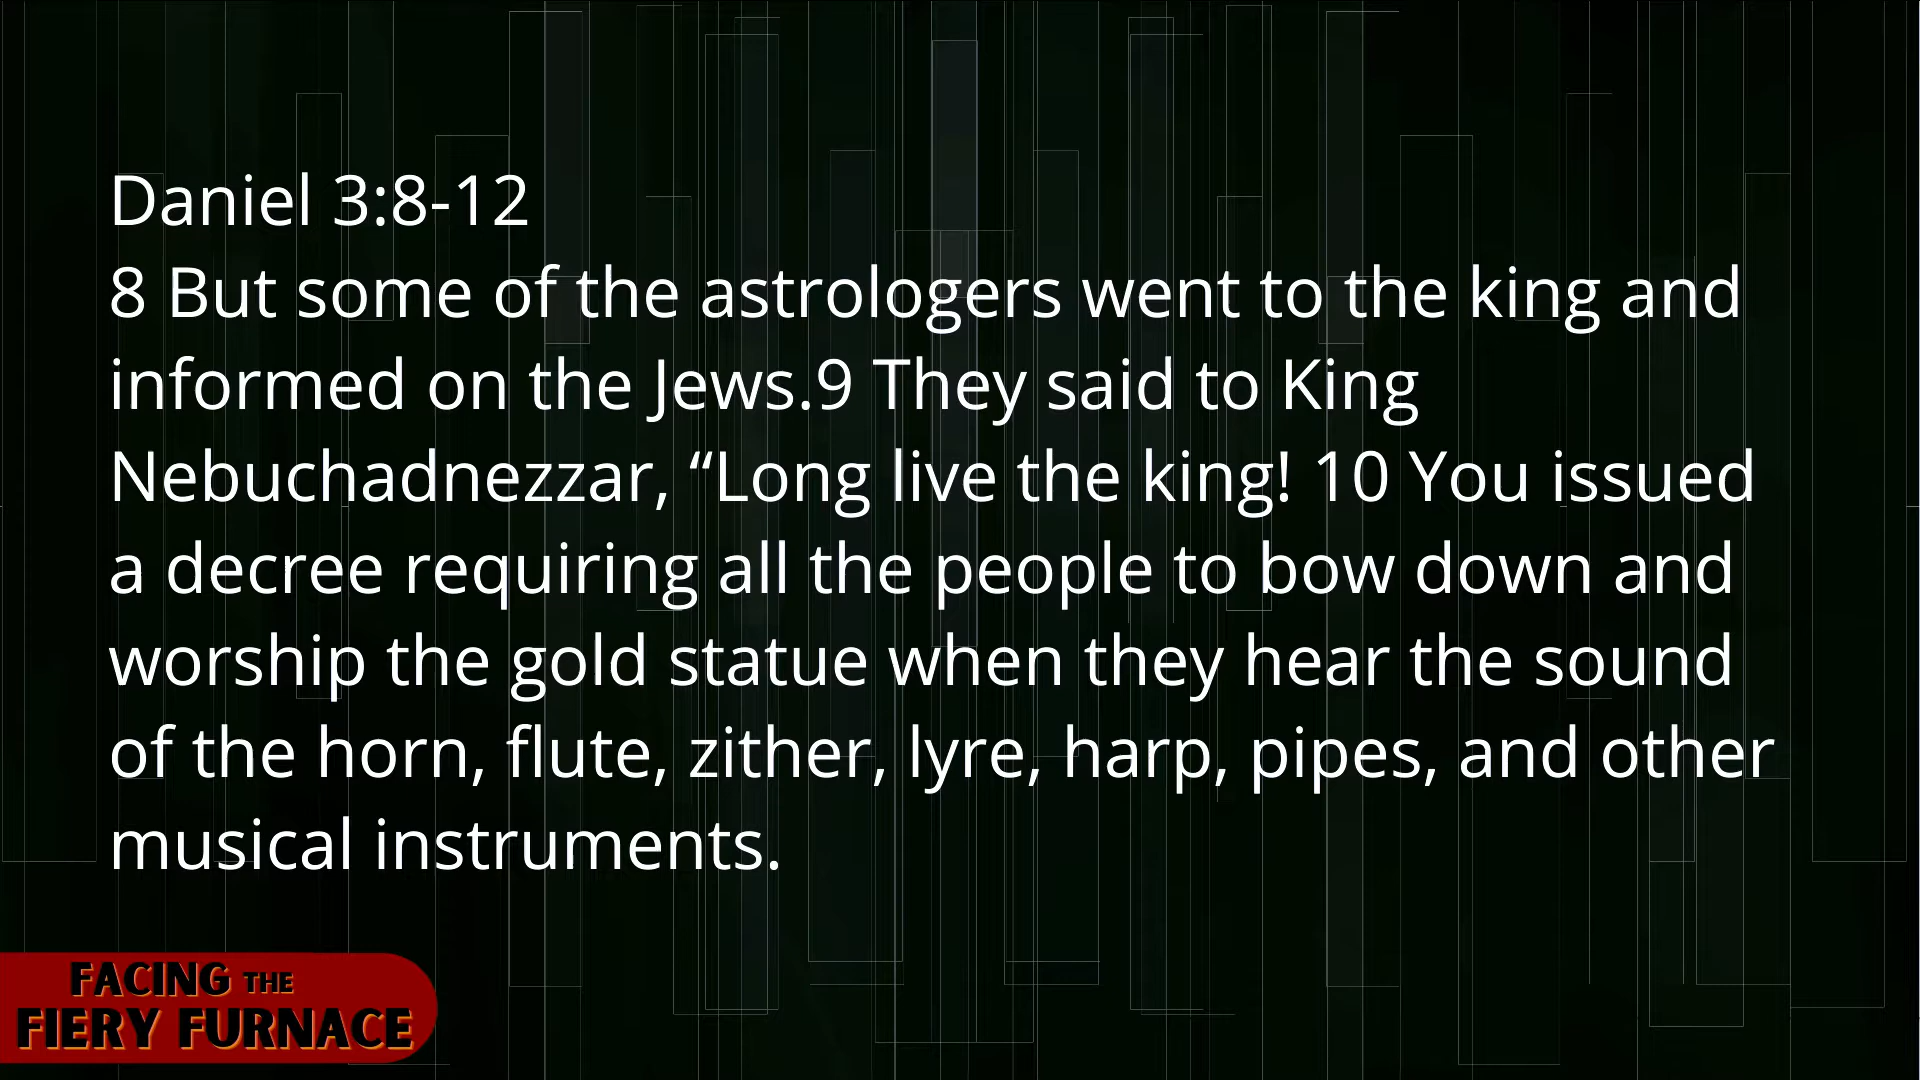 Daniel 3:8-12
8 But some of the astrologers went to the king and
informed on the Jews.9 They said to King
Nebuchadnezzar, “Long live the king! 10 You issued
a decree requiring all the people to bow down and
worship the gold statue when they hear the sound
of the horn, flute, zither, lyre, harp, pipes, and other
musical instruments.
FACING THE
FIERY FURNACE